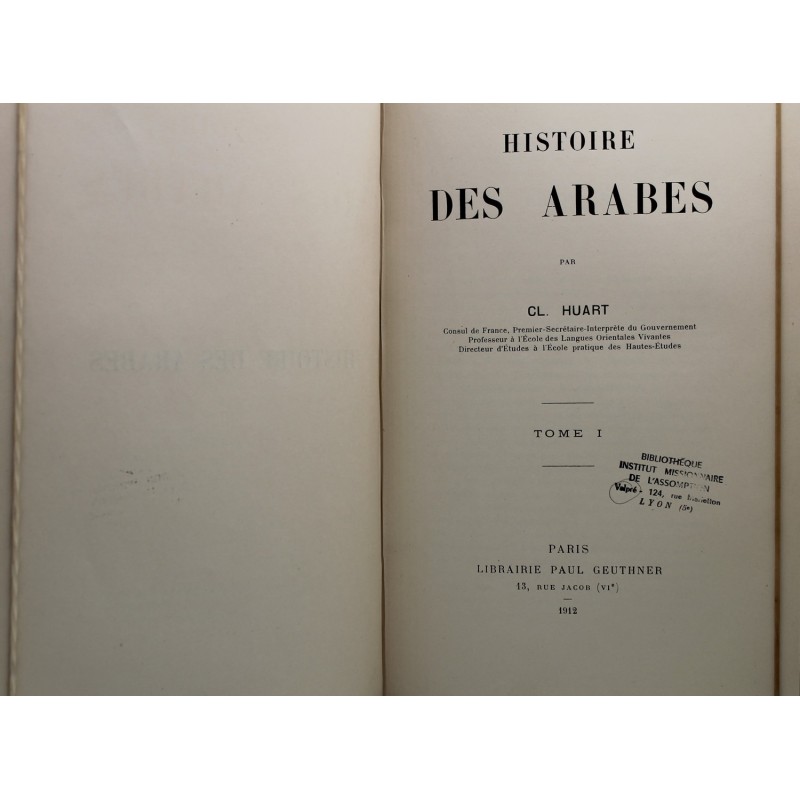 HISTOIRE
DES ARABES
PAR
CL. HUART
Consul de France, Premier-Secrétaire-Interprète du Gouvernement
Professeur à l'École des Langues Orientales Vivantes
Directeur d'Études à l'École pratique des Hautes-Études
TOME I
BIBLIOTHÉQUE
INSTITUT MISSIONNAIRE
DE L'ASSOMPTION
Valpré - 124, rue
LYON (5e)
PARIS
LIBRAIRIE PAUL GEUTHNER
13, RUE JACOB (VIe)
1912